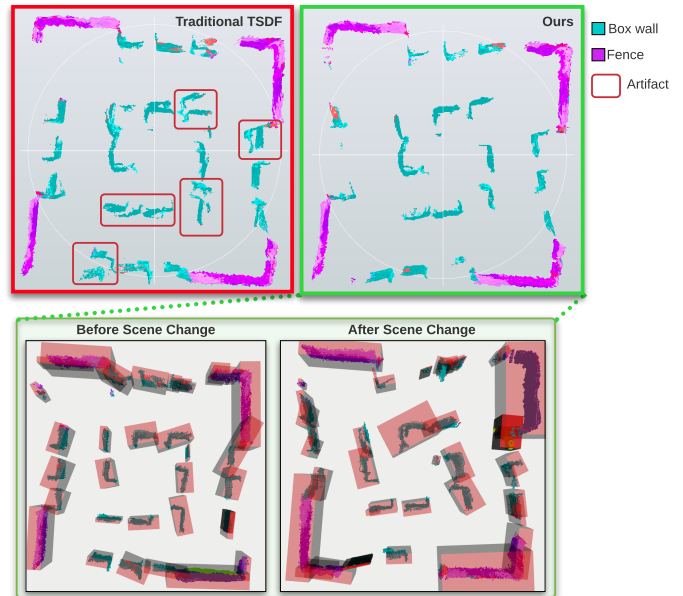 Traditional TSDF
Ours
Box wall
Fence
Artifact
Before Scene Change
After Scene Change